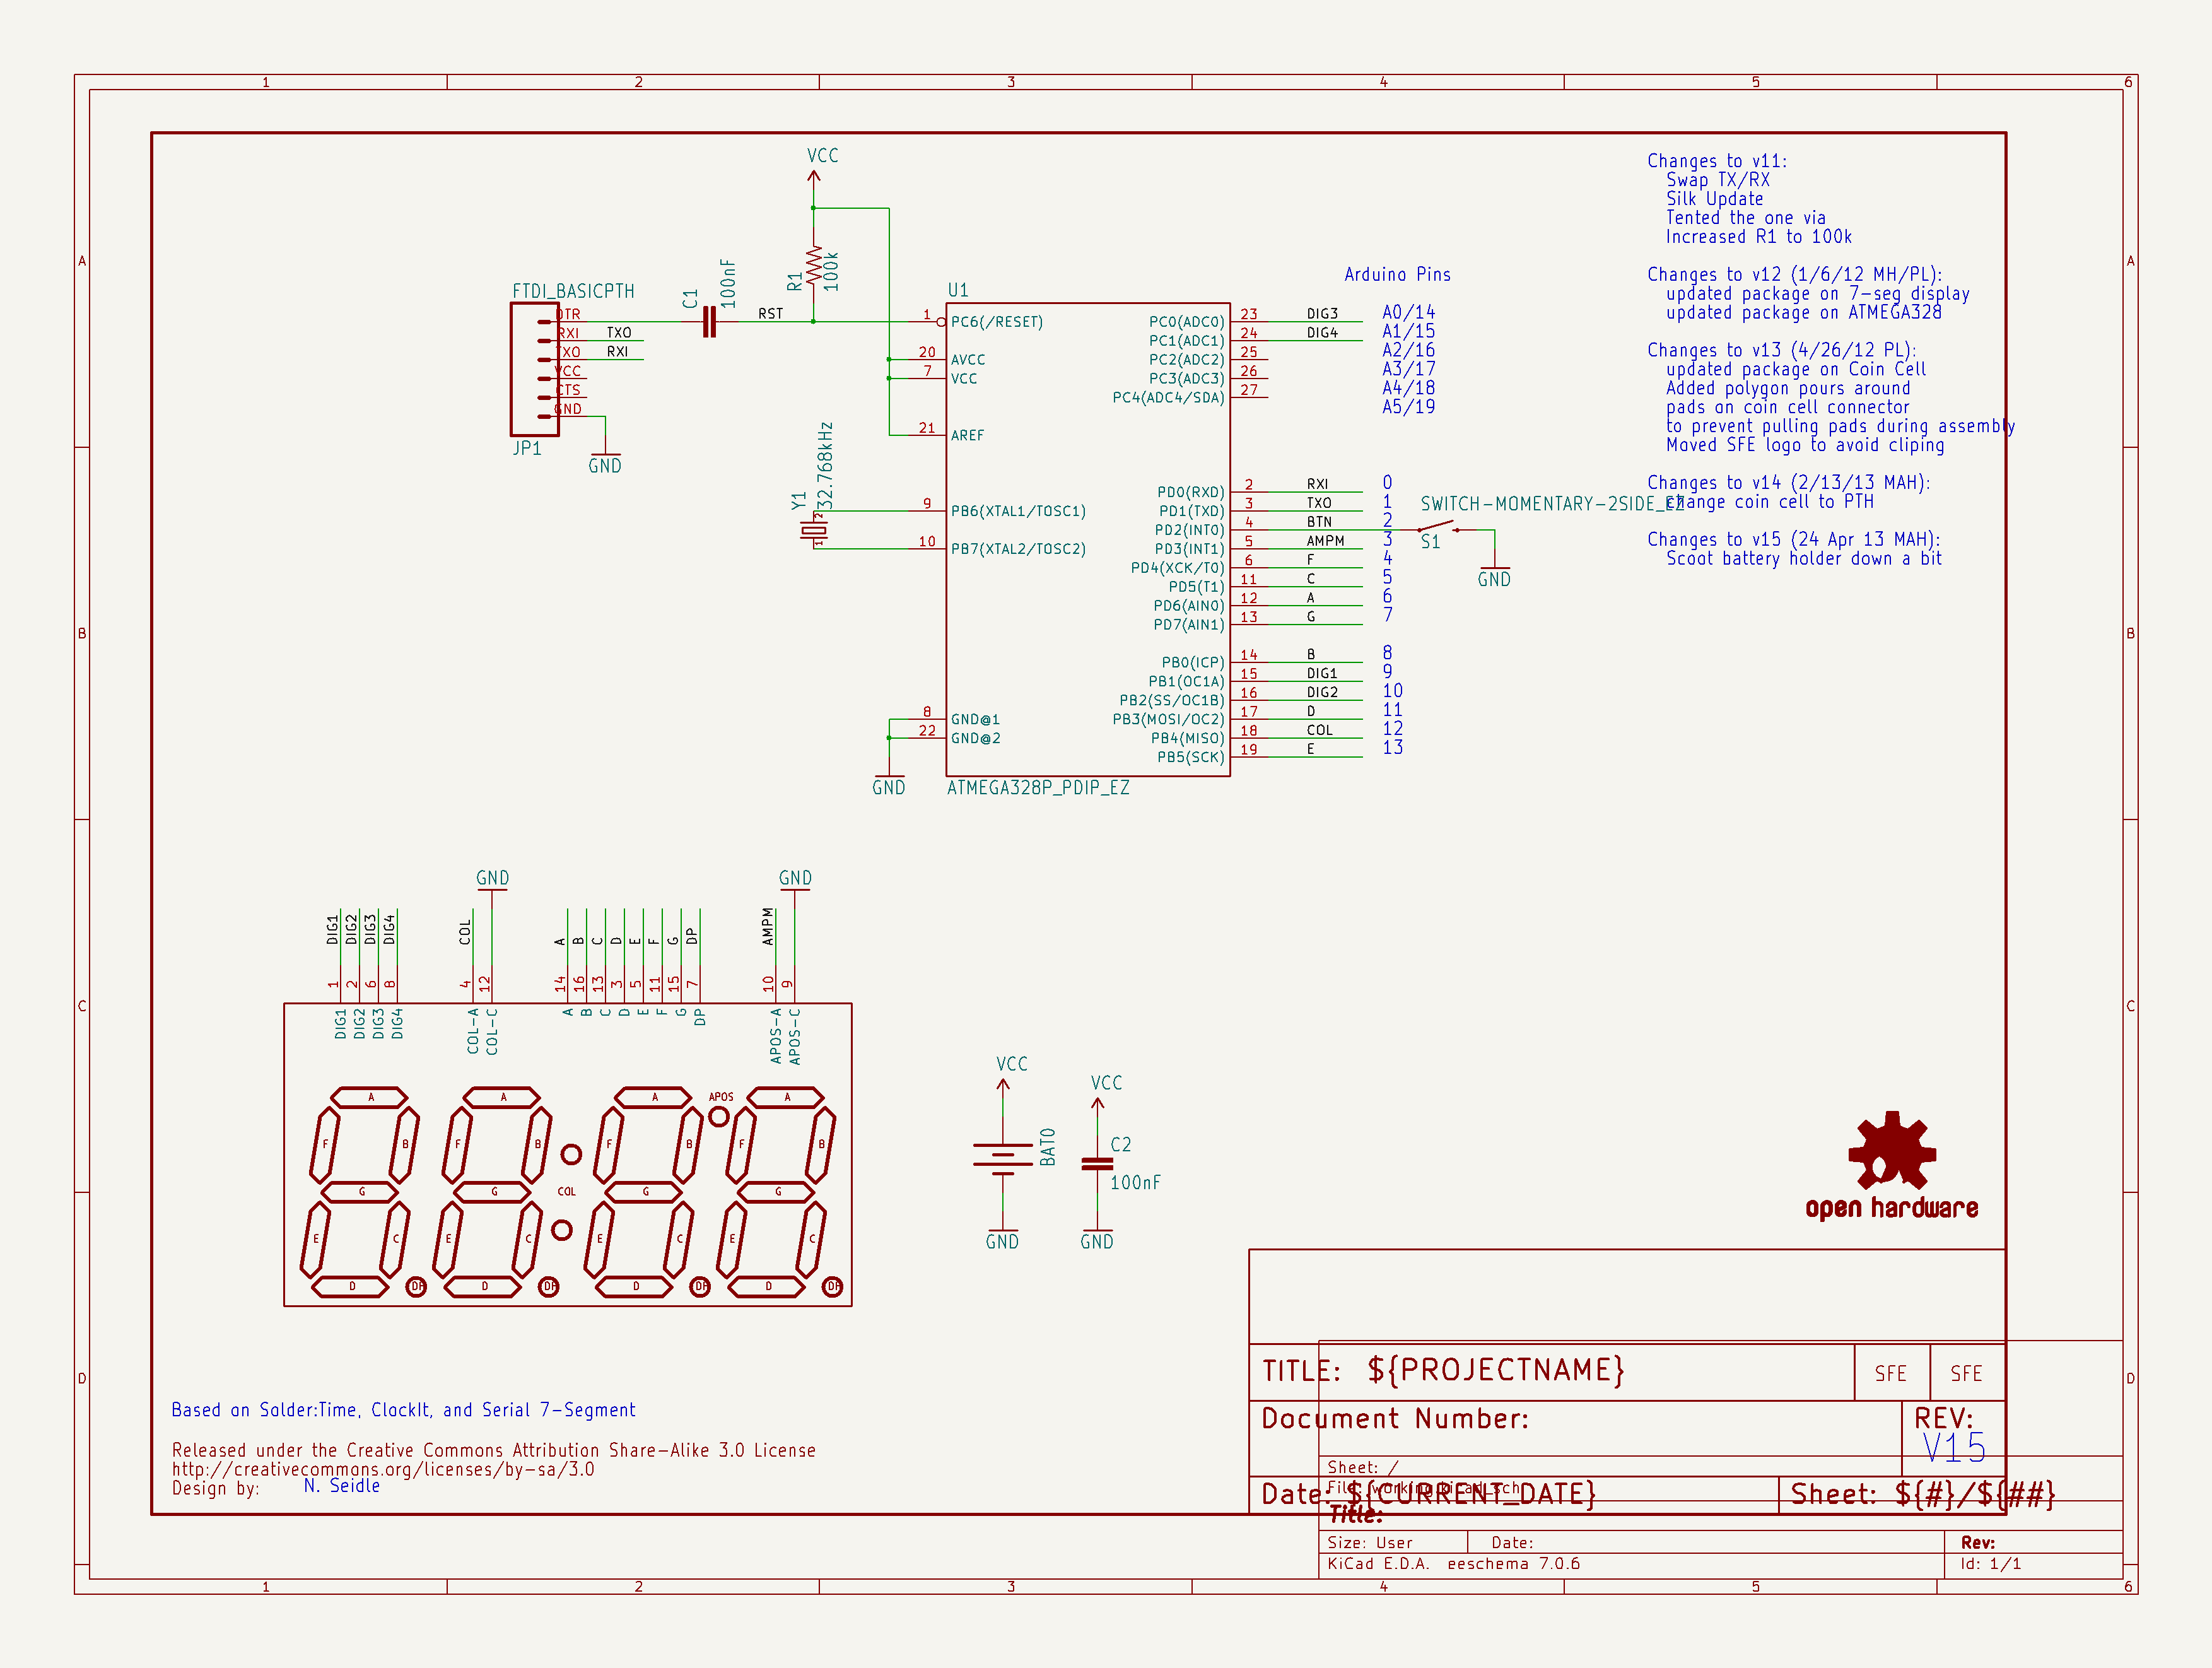 1 2 3 4 5 6
A
B
C
D
A
B
C
D
VCC
R1
100k
C1
100nF
RST
FTDI_BASICPTH
DTR
RXI TXO
TXO RXI
VCC
CTS
GND
JP1
GND
Y1
32.768kHz
2
1
U1
1 PC6(/RESET)
20 AVCC
7 VCC
21 AREF
9 PB6(XTAL1/TOSC1)
10 PB7(XTAL2/TOSC2)
8 GND@1
22 GND@2
GND
ATMEGA328P_PDIP_EZ
Arduino Pins
PC0(ADC0) 23 DIG3 A0/14
PC1(ADC1) 24 DIG4 A1/15
PC2(ADC2) 25 A2/16
PC3(ADC3) 26 A3/17
PC4(ADC4/SDA) 27 A4/18
A5/19
PD0(RXD) 2 RXI 0
PD1(TXD) 3 TXO 1
PD2(INT0) 4 BTN 2
PD3(INT1) 5 AMPM 3
PD4(XCK/T0) 6 F 4
PD5(T1) 11 C 5
PD6(AIN0) 12 A 6
PD7(AIN1) 13 G 7
PB0(ICP) 14 B 8
PB1(OC1A) 15 DIG1 9
PB2(SS/OC1B) 16 DIG2 10
PB3(MOSI/OC2) 17 D 11
PB4(MISO) 18 COL 12
PB5(SCK) 19 E 13
SWITCH-MOMENTARY-2SIDE_EZ
S1
GND
Changes to v11:
Swap TX/RX
Silk Update
Tented the one via
Increased R1 to 100k
Changes to v12 (1/6/12 MH/PL):
updated package on 7-seg display
updated package on ATMEGA328
Changes to v13 (4/26/12 PL):
updated package on Coin Cell
Added polygon pours around
pads on coin cell connector
to prevent pulling pads during assembly
Moved SFE logo to avoid cliping
Changes to v14 (2/13/13 MAH):
Change coin cell to PTH
Changes to v15 (24 Apr 13 MAH):
Scoot battery holder down a bit
GND GND
DIG1 DIG2 DIG3 DIG4 COL A B C D E F G DP AMPM
1 2 6 8 4 12 14 16 13 3 5 11 15 7 10 9
DIG1 DIG2 DIG3 DIG4 COL-A COL-C A B C D E F G DP APOS-A APOS-C
A A A APOS A
F B F B F B F B
G G COL G G
E C E C E C E C
D DP D DP D DP D DP
VCC
BAT0
GND
VCC
C2
100nF
GND
open hardware
Based on Solder:Time, ClockIt, and Serial 7-Segment
Released under the Creative Commons Attribution Share-Alike 3.0 License
http://creativecommons.org/licenses/by-sa/3.0
Design by: N. Seidle
TITLE: ${PROJECTNAME} SFE SFE
Document Number: REV:
V15
Date: ${CURRENT_DATE} Sheet: ${#}/${##}
Sheet: /
File: working.kicad_sch
Title:
Size: User Date: Rev:
KiCad E.D.A. eeschema 7.0.6 Id: 1/1
1 2 3 4 5 6